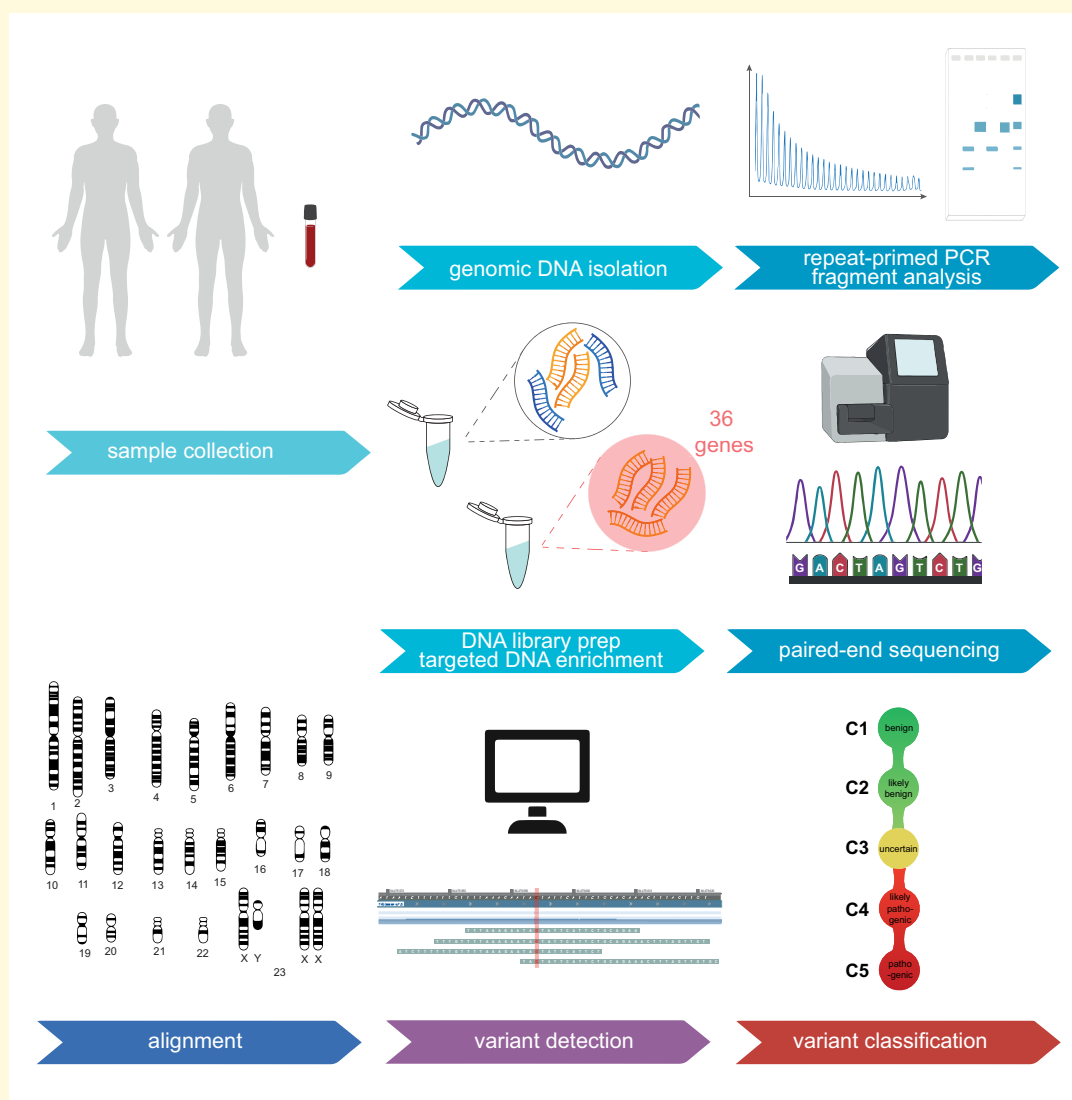 genomic DNA isolation
repeat-primed PCR
fragment analysis
sample collection
36
genes
G A C T A G T C T G
DNA library prep
targeted DNA enrichment
paired-end sequencing
1 2 3 4 5 6 7 8 9
10 11 12 13 14 15 16 17 18
19 20 21 22 X Y X X
23
C1 benign
C2 likely
benign
C3 uncertain
C4 likely
patho-
genic
C5 patho
-genic
alignment
variant detection
variant classification